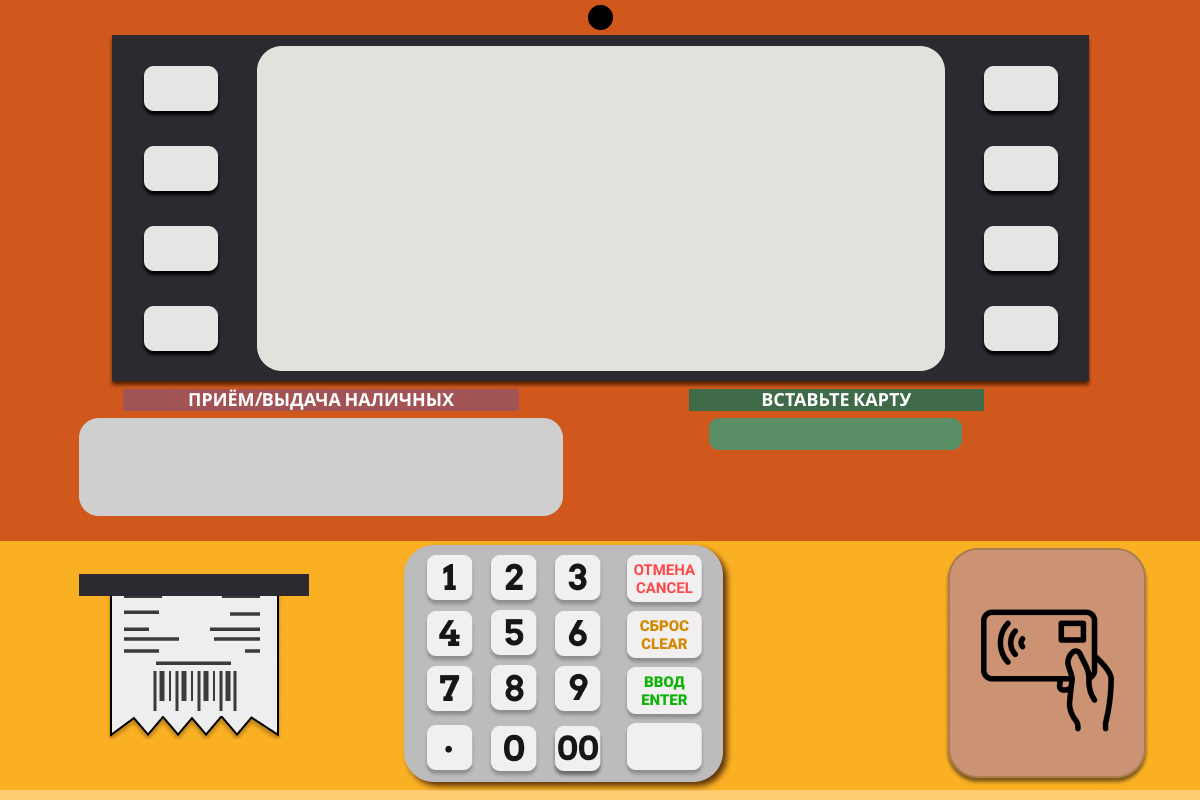 ПРИЁМ/ВЫДАЧА НАЛИЧНЫХ
ВСТАВЬТЕ КАРТУ
1 2 3 ОТМЕНА
CANCEL
4 5 6 СБРОС
CLEAR
7 8 9 ВВОД
ENTER
· 0 00